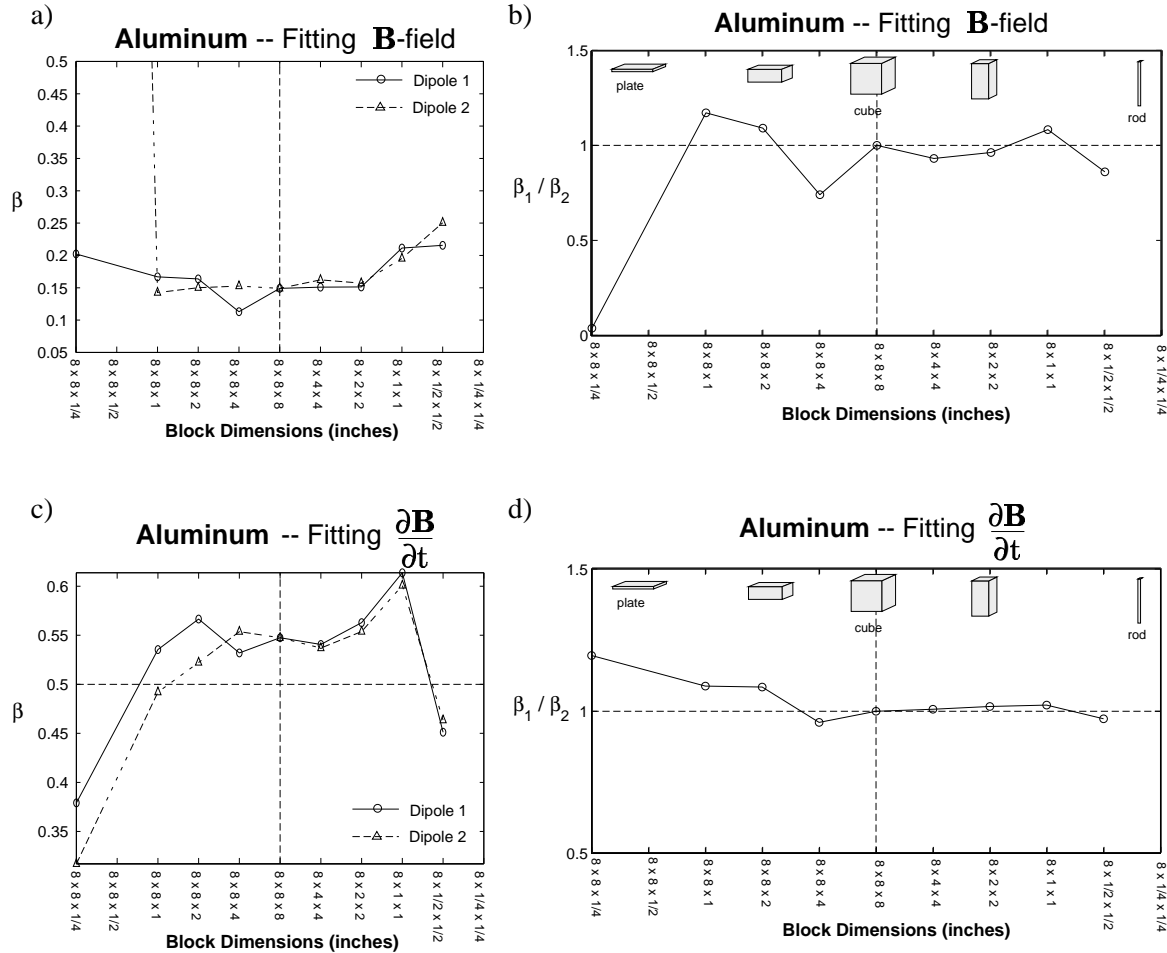 a)
Aluminum -- Fitting B-field
0.5
0.45
0.4
0.35
0.3
0.25
0.2
0.15
0.1
0.05
β
Dipole 1
Dipole 2
8 x 8 x 1/4
8 x 8 x 1/2
8 x 8 x 1
8 x 8 x 2
8 x 8 x 4
8 x 8 x 8
8 x 4 x 4
8 x 2 x 2
8 x 1 x 1
8 x 1/2 x 1/2
8 x 1/4 x 1/4
Block Dimensions (inches)
b)
Aluminum -- Fitting B-field
1.5
1
0.5
0
β1 / β2
plate
cube
rod
8 x 8 x 1/4
8 x 8 x 1/2
8 x 8 x 1
8 x 8 x 2
8 x 8 x 4
8 x 8 x 8
8 x 4 x 4
8 x 2 x 2
8 x 1 x 1
8 x 1/2 x 1/2
8 x 1/4 x 1/4
Block Dimensions (inches)
c)
Aluminum -- Fitting ∂B/∂t
0.6
0.55
0.5
0.45
0.4
0.35
β
Dipole 1
Dipole 2
8 x 8 x 1/4
8 x 8 x 1/2
8 x 8 x 1
8 x 8 x 2
8 x 8 x 4
8 x 8 x 8
8 x 4 x 4
8 x 2 x 2
8 x 1 x 1
8 x 1/2 x 1/2
8 x 1/4 x 1/4
Block Dimensions (inches)
d)
Aluminum -- Fitting ∂B/∂t
1.5
1
0.5
β1 / β2
plate
cube
rod
8 x 8 x 1/4
8 x 8 x 1/2
8 x 8 x 1
8 x 8 x 2
8 x 8 x 4
8 x 8 x 8
8 x 4 x 4
8 x 2 x 2
8 x 1 x 1
8 x 1/2 x 1/2
8 x 1/4 x 1/4
Block Dimensions (inches)